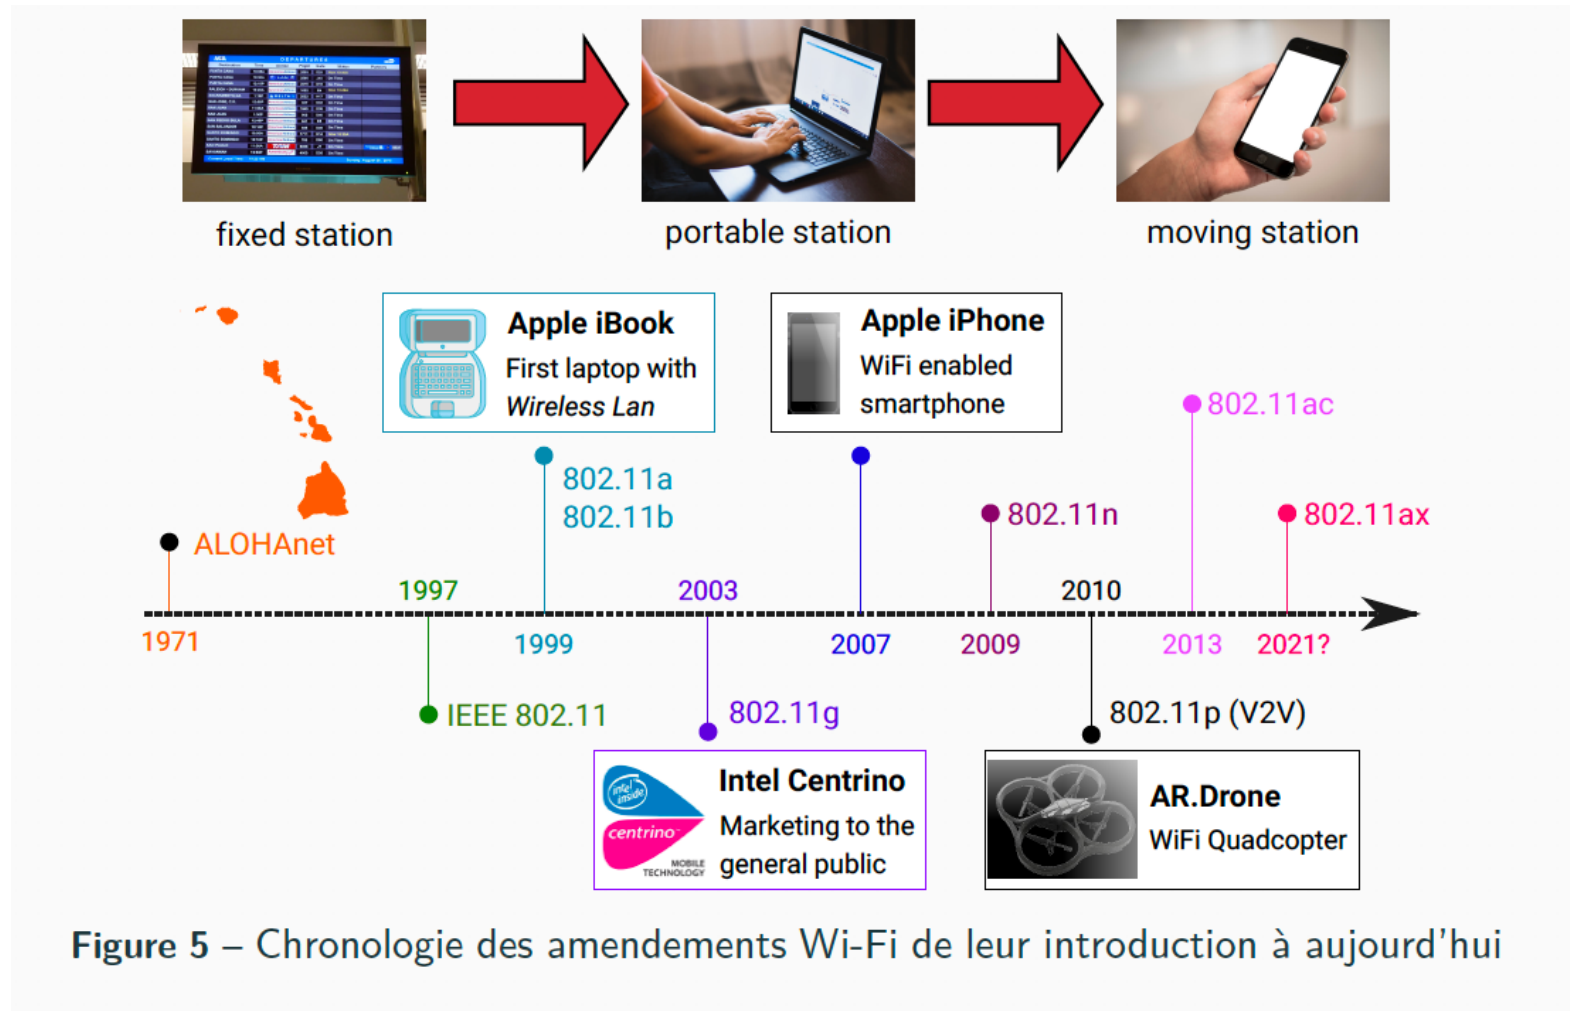 DEPARTURES
fixed station
portable station
moving station
Apple iBook
First laptop with
Wireless Lan
Apple iPhone
WiFi enabled
smartphone
802.11ac
802.11a
802.11b
802.11n
802.11ax
ALOHAnet
1997
2003
2010
1971
1999
2007
2009
2013
2021?
IEEE 802.11
802.11g
802.11p (V2V)
intel
inside
centrino
MOBILE
TECHNOLOGY
Intel Centrino
Marketing to the
general public
AR.Drone
WiFi Quadcopter
Figure 5 – Chronologie des amendements Wi-Fi de leur introduction à aujourd'hui